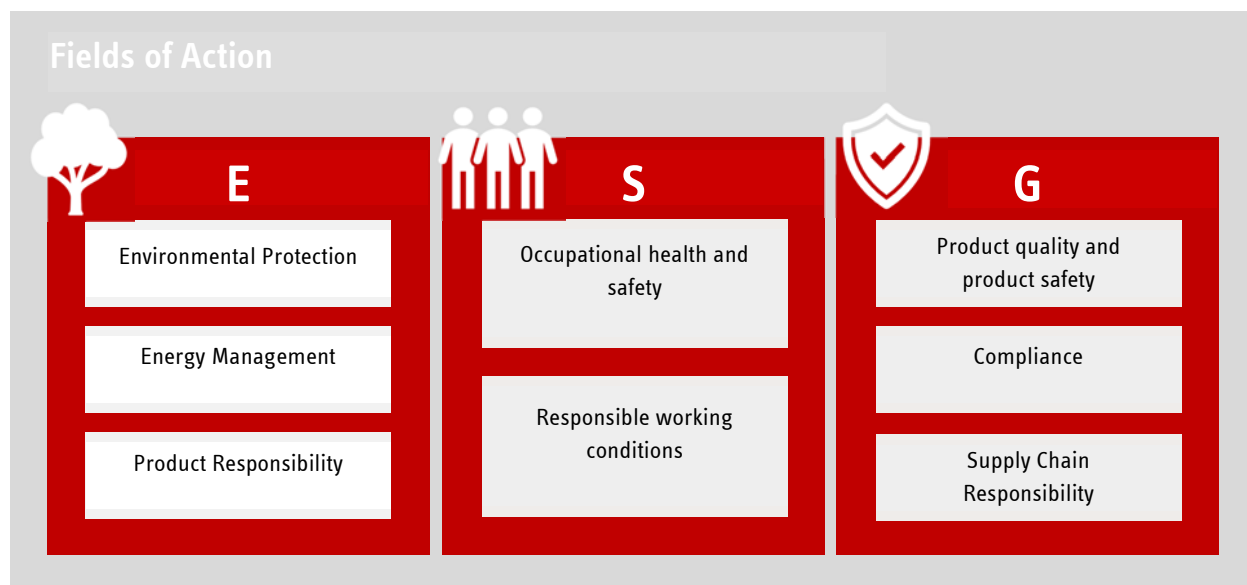 Fields of Action
E
Environmental Protection
Energy Management
Product Responsibility
S
Occupational health and
safety
Responsible working
conditions
G
Product quality and
product safety
Compliance
Supply Chain
Responsibility